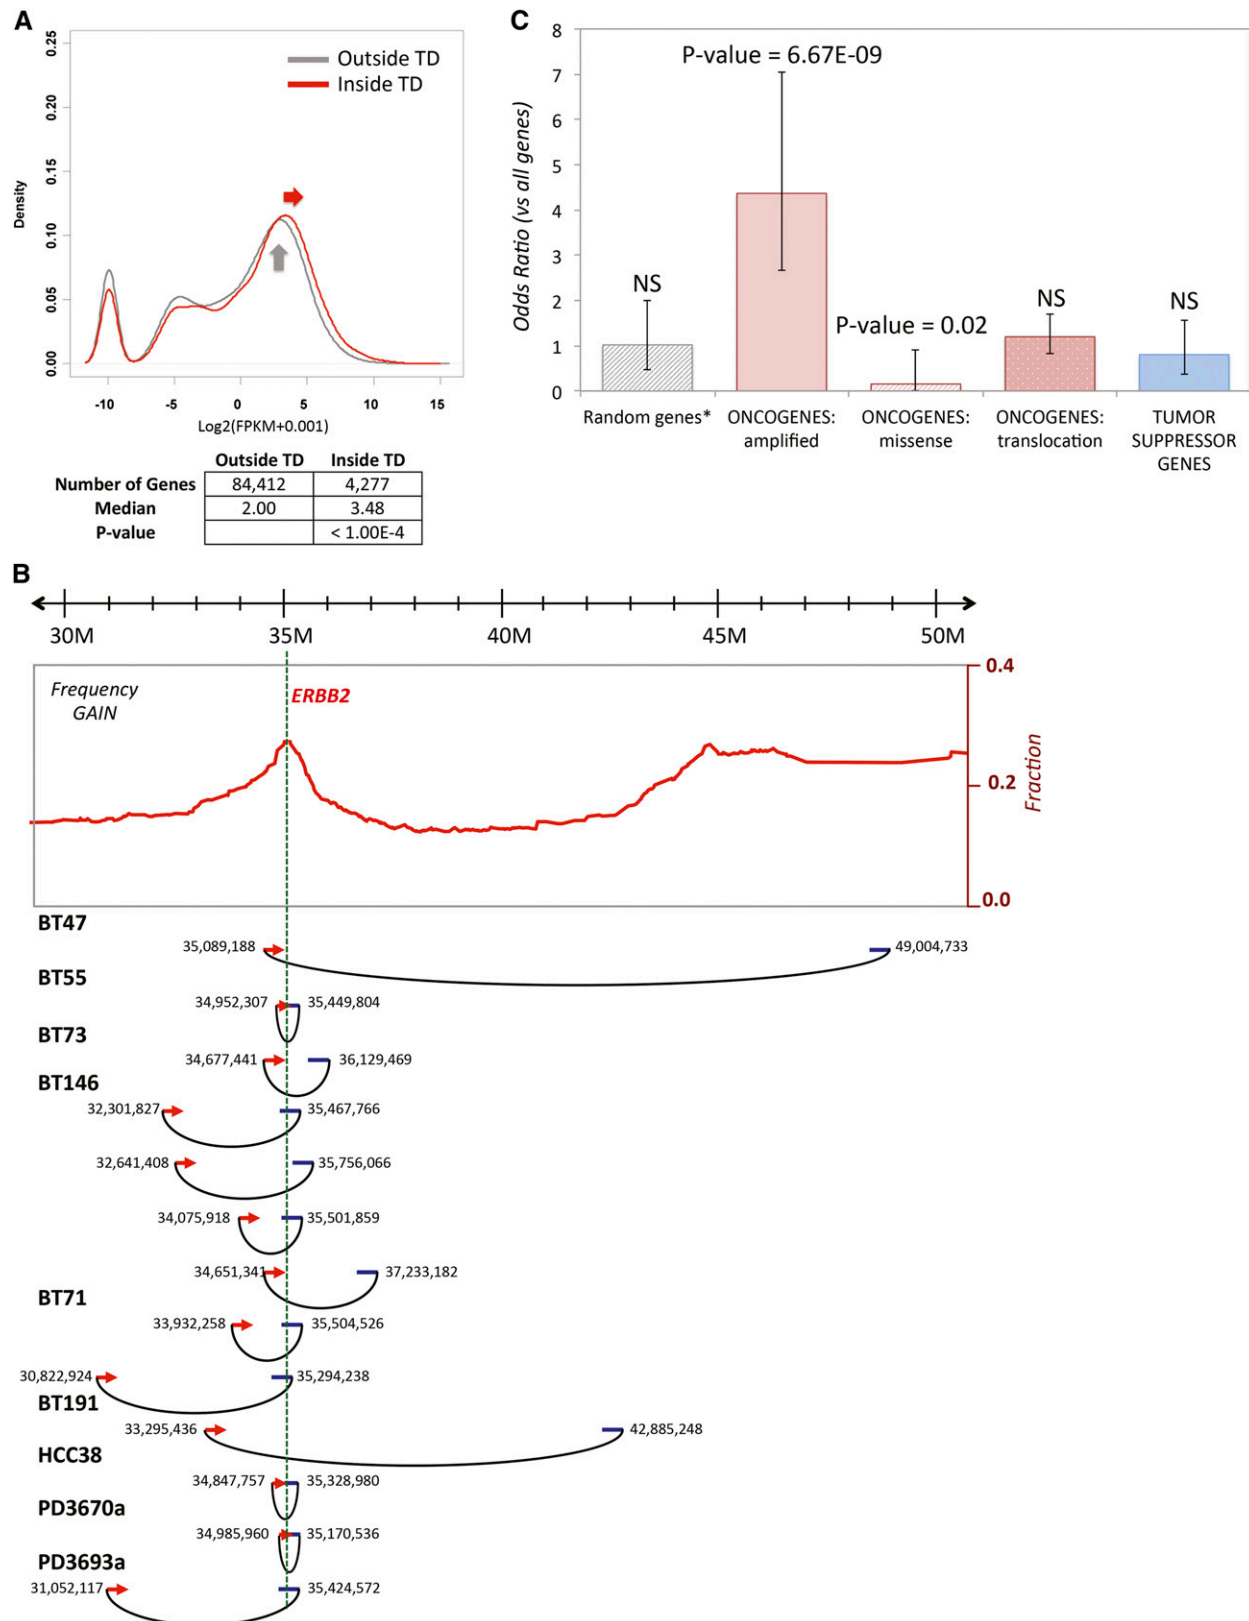 A
0.25
0.20
0.15
0.10
0.05
0.00
Density
Outside TD
Inside TD
-10 -5 0 5 10 15
Log2(FPKM+0.001)
Outside TD Inside TD
Number of Genes 84,412 4,277
Median 2.00 3.48
P-value < 1.00E-4
C
8
7
6
5
4
3
2
1
0
Odds Ratio (vs all genes)
P-value = 6.67E-09
NS
P-value = 0.02
NS
NS
Random genes*
ONCOGENES:
amplified
ONCOGENES:
missense
ONCOGENES:
translocation
TUMOR
SUPPRESSOR
GENES
B
30M 35M 40M 45M 50M
Frequency
GAIN
ERBB2
0.4
0.2
0.0
Fraction
BT47
35,089,188 49,004,733
BT55
34,952,307 35,449,804
BT73
34,677,441 36,129,469
BT146
32,301,827 35,467,766
32,641,408 35,756,066
34,075,918 35,501,859
34,651,341 37,233,182
BT71
33,932,258 35,504,526
30,822,924 35,294,238
BT191
33,295,436 42,885,248
HCC38
34,847,757 35,328,980
PD3670a
34,985,960 35,170,536
PD3693a
31,052,117 35,424,572